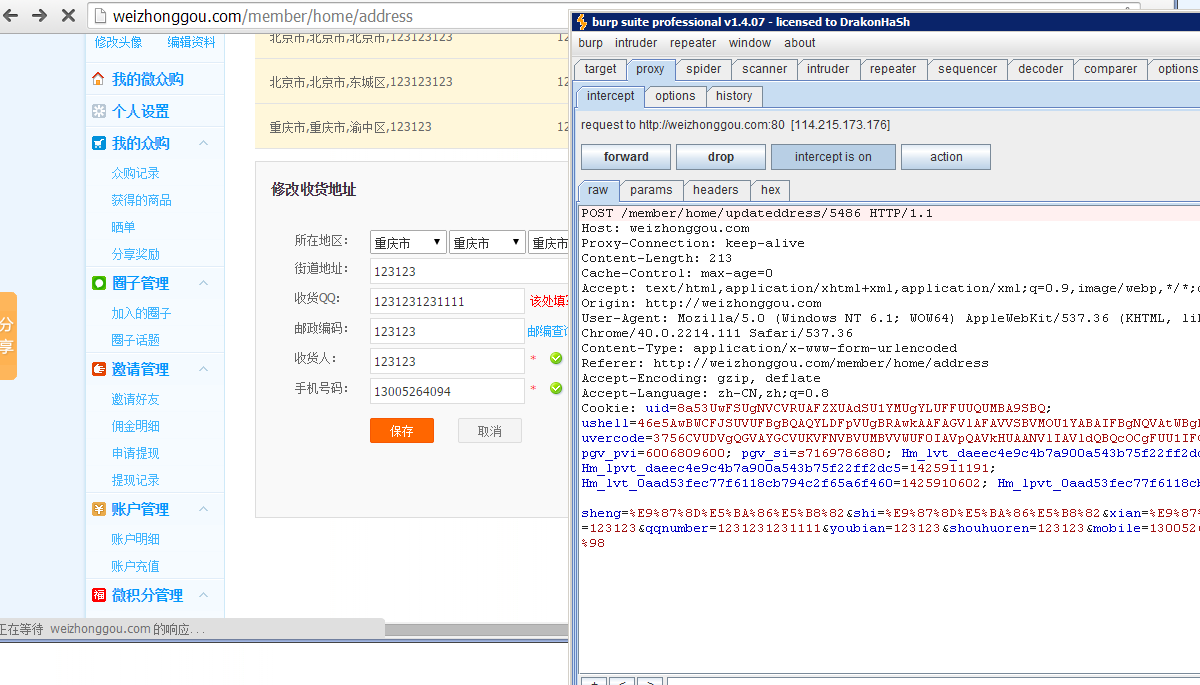 weizhonggou.com/member/home/address
修改头像 编辑资料
我的微众购
个人设置
我的众购
众购记录
获得的商品
晒单
分享奖励
圈子管理
加入的圈子
圈子话题
邀请管理
邀请好友
佣金明细
申请提现
提现记录
账户管理
账户明细
账户充值
微积分管理
分享
北京市,北京市,北京市,123123123 12
北京市,北京市,东城区,123123123 12
重庆市,重庆市,渝中区,123123 12
修改收货地址
所在地区: 重庆市 重庆市 重庆市
街道地址: 123123
收货QQ: 1231231231111 该处填写
邮政编码: 123123 邮编查询
收货人: 123123 *
手机号码: 13005264094 *
保存 取消
正在等待 weizhonggou.com 的响应...
burp suite professional v1.4.07 - licensed to DrakonHaSh
burp intruder repeater window about
target proxy spider scanner intruder repeater sequencer decoder comparer options
intercept options history
request to http://weizhonggou.com:80 [114.215.173.176]
forward drop intercept is on action
raw params headers hex
POST /member/home/updateddress/5486 HTTP/1.1
Host: weizhonggou.com
Proxy-Connection: keep-alive
Content-Length: 213
Cache-Control: max-age=0
Accept: text/html,application/xhtml+xml,application/xml;q=0.9,image/webp,*/*;
Origin: http://weizhonggou.com
User-Agent: Mozilla/5.0 (Windows NT 6.1; WOW64) AppleWebKit/537.36 (KHTML, li
Chrome/40.0.2214.111 Safari/537.36
Content-Type: application/x-www-form-urlencoded
Referer: http://weizhonggou.com/member/home/address
Accept-Encoding: gzip, deflate
Accept-Language: zh-CN,zh;q=0.8
Cookie: uid=8a53UwFSUgNVCVRUAFZXUAdSU1YMUgYLUFFUUQUMBA9SBQ;
ushell=46e5AwBWCFJSUVUFBgBQAQYLDFpVUgBRAwkAAFAGVlAFAVVSBVMOU1YABAIFBgNQVAtWBg
uvercode=3756CVUDVgQGVAYGCVUKVFNVBVUMBVVWUFOIAVpQAVkHUAANVlIAVldQBQcOCgFUU1IF
pgv_pvi=6006809600; pgv_si=s7169786880; Hm_lvt_daeec4e9c4b7a900a543b75f22ff2d
Hm_lpvt_daeec4e9c4b7a900a543b75f22ff2dc5=1425911191;
Hm_lvt_0aad53fec77f6118cb794c2f65a6f460=1425910602; Hm_lpvt_0aad53fec77f6118c
sheng=%E9%87%8D%E5%BA%86%E5%B8%82&shi=%E9%87%8D%E5%BA%86%E5%B8%82&xian=%E9%87
=123123&qqnumber=1231231231111&youbian=123123&shouhuoren=123123&mobile=130052
%98
+ < >